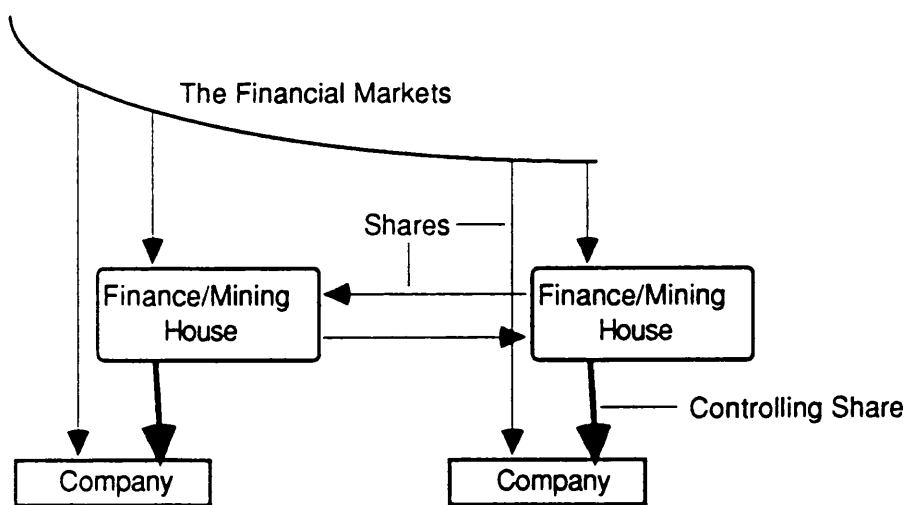 The Financial Markets
Shares
Finance/Mining
House
Finance/Mining
House
Controlling Share
Company
Company